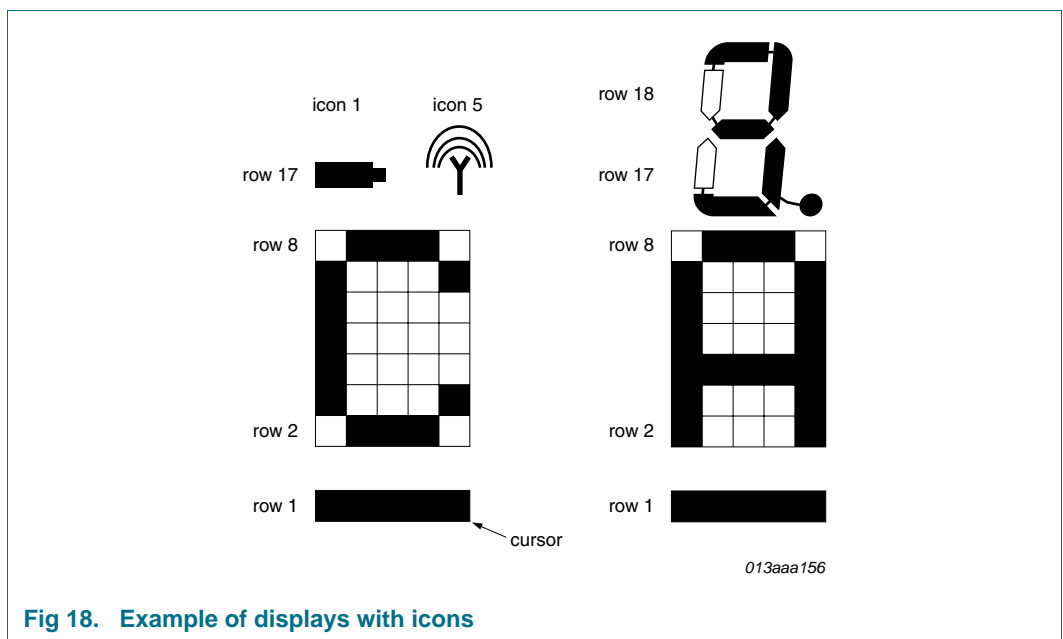 icon 1
icon 5
row 17
row 8
row 2
row 1
cursor
row 18
row 17
row 8
row 2
row 1
013aaa156
Fig 18. Example of displays with icons